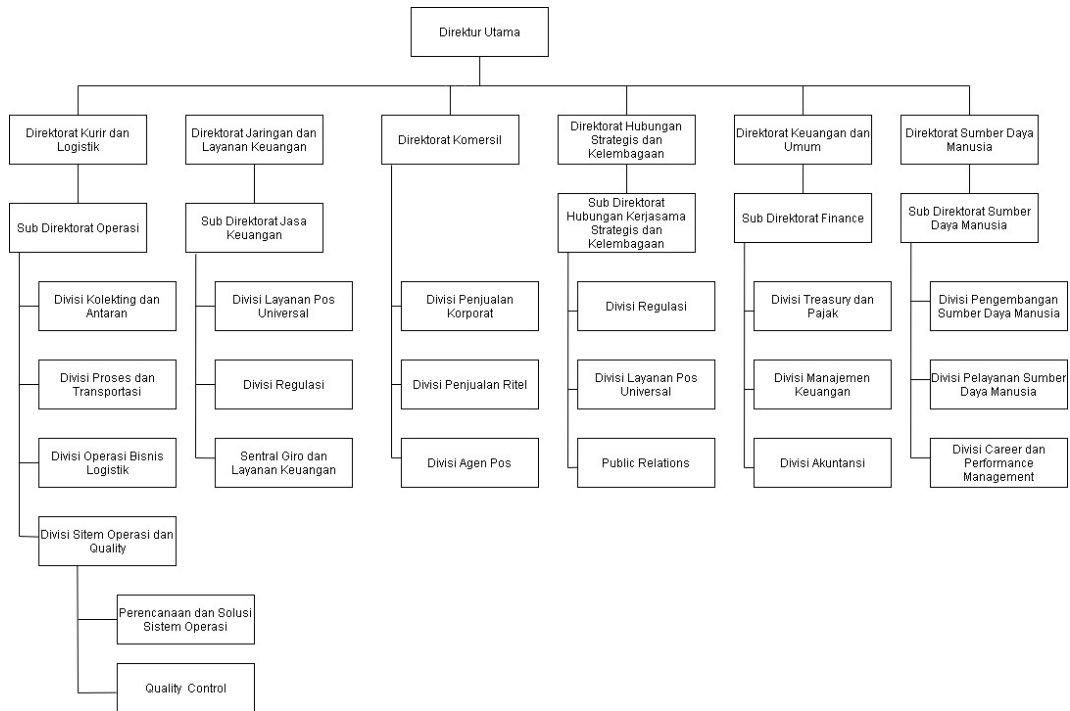 Direktur Utama
Direktorat Kurir dan
Logistik
Direktorat Jaringan dan
Layanan Keuangan
Direktorat Komersil
Direktorat Hubungan
Strategis dan
Kelembagaan
Direktorat Keuangan dan
Umum
Direktorat Sumber Daya
Manusia
Sub Direktorat Operasi
Sub Direktorat Jasa
Keuangan
Sub Direktorat
Hubungan Kerjasama
Strategis dan
Kelembagaan
Sub Direktorat Finance
Sub Direktorat Sumber
Daya Manusia
Divisi Kolekting dan
Antaran
Divisi Layanan Pos
Universal
Divisi Penjualan
Korporat
Divisi Regulasi
Divisi Treasury dan
Pajak
Divisi Pengembangan
Sumber Daya Manusia
Divisi Proses dan
Transportasi
Divisi Regulasi
Divisi Penjualan Ritel
Divisi Layanan Pos
Universal
Divisi Manajemen
Keuangan
Divisi Pelayanan Sumber
Daya Manusia
Divisi Operasi Bisnis
Logistik
Sentral Giro dan
Layanan Keuangan
Divisi Agen Pos
Public Relations
Divisi Akuntansi
Divisi Career dan
Performance
Management
Divisi Sitem Operasi dan
Quality
Perencanaan dan Solusi
Sistem Operasi
Quality Control